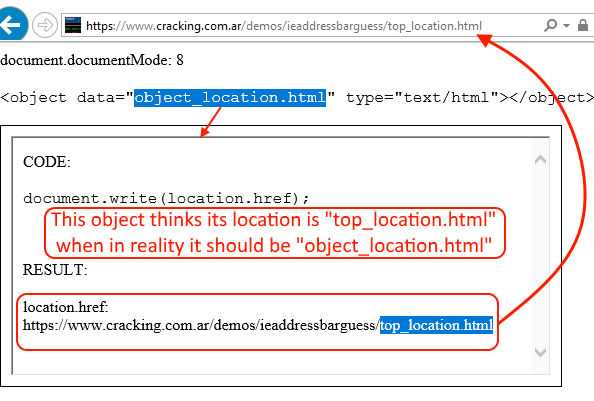 https://www.cracking.com.ar/demos/ieaddressbarguess/top_location.html
document.documentMode: 8
<object data="object_location.html" type="text/html"></object>
CODE:
document.write(location.href);
This object thinks its location is "top_location.html"
when in reality it should be "object_location.html"
RESULT:
location.href:
https://www.cracking.com.ar/demos/ieaddressbarguess/top_location.html